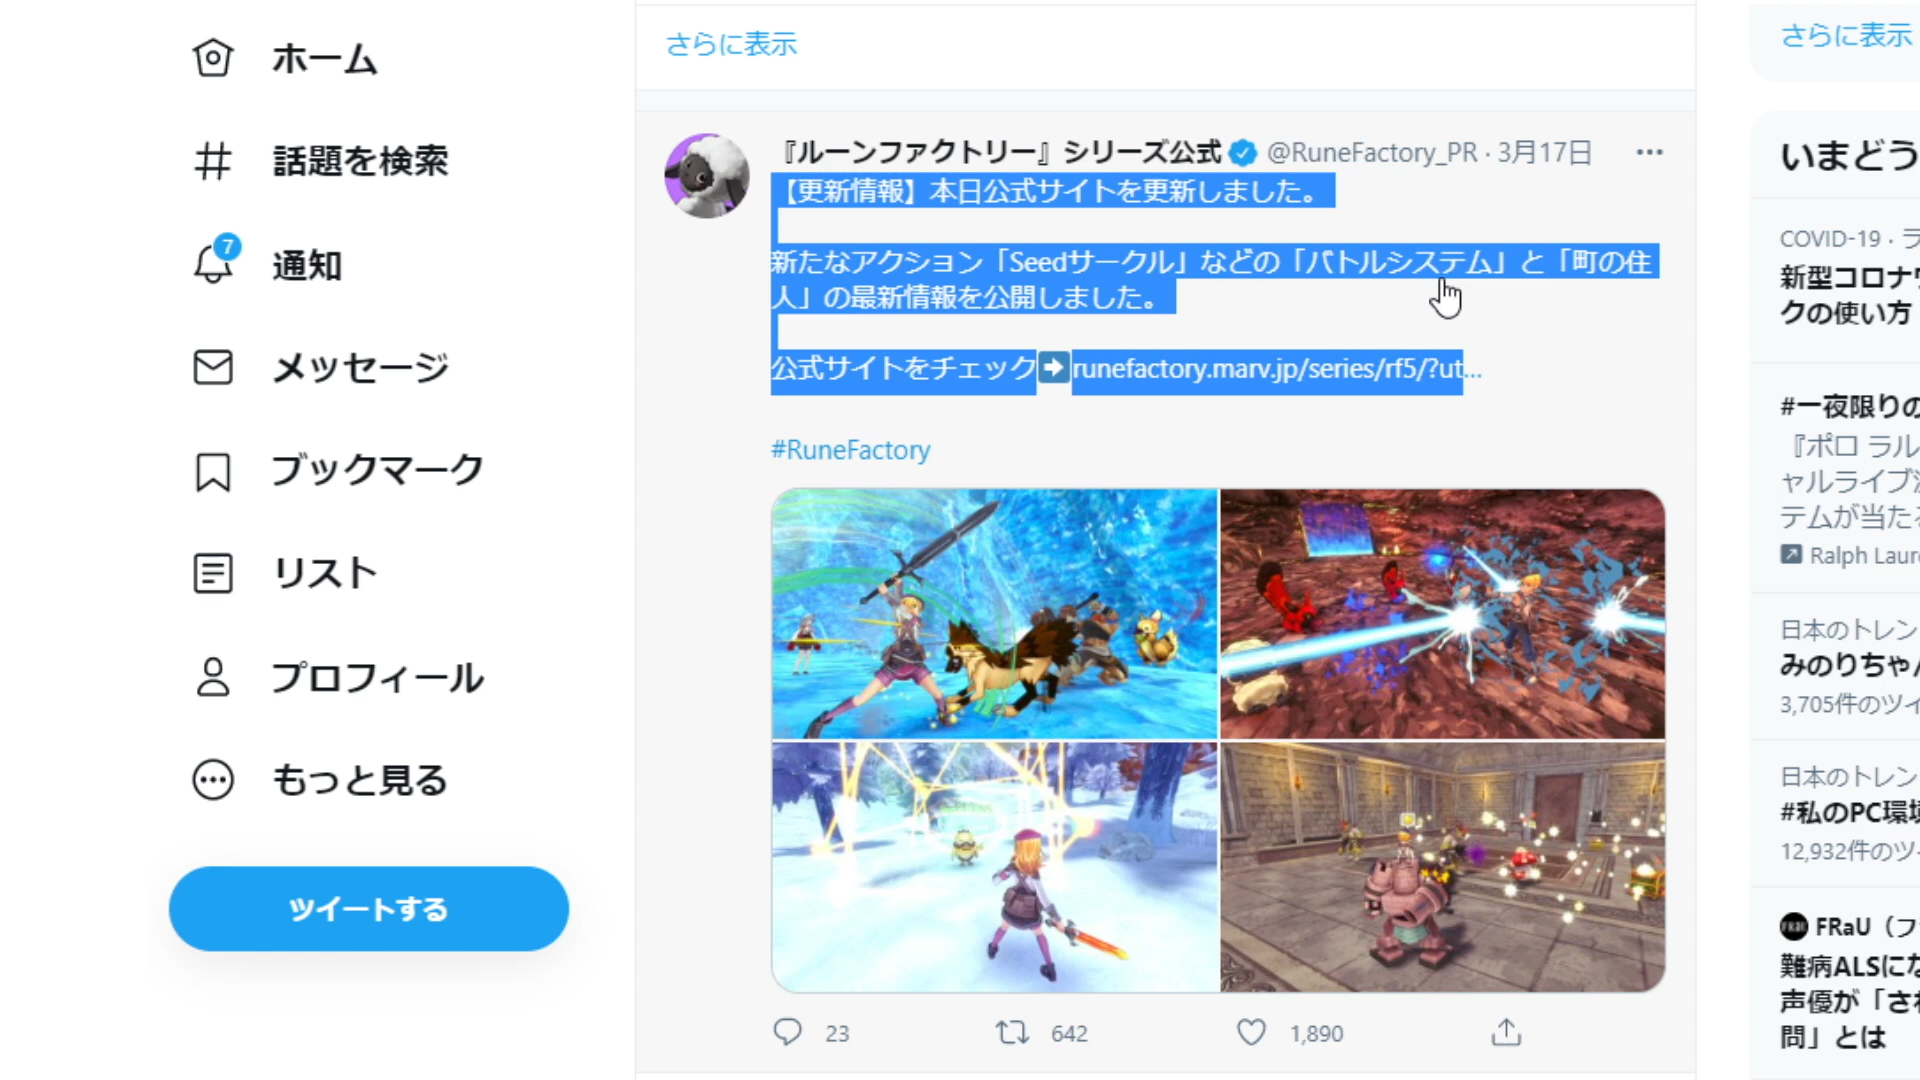 ホーム
話題を検索
7
通知
メッセージ
ブックマーク
リスト
プロフィール
もっと見る
ツイートする
さらに表示
『ルーンファクトリー』シリーズ公式 @RuneFactory_PR · 3月17日
【更新情報】本日公式サイトを更新しました。
新たなアクション「Seedサークル」などの「バトルシステム」と「町の住
人」の最新情報を公開しました。
公式サイトをチェック➡runefactory.marv.jp/series/rf5/?ut…
#RuneFactory
23
642
1,890
さらに表示
いまどう
COVID-19 · ラ
新型コロナウ
クの使い方
#一夜限りの
『ポロ ラル
ャルライブ
テムが当たる
Ralph Laure
日本のトレン
みのりちゃん
3,705件のツイ
日本のトレン
#私のPC環境
12,932件のツイ
FRaU（フ
難病ALSにな
声優が「され
問」とは